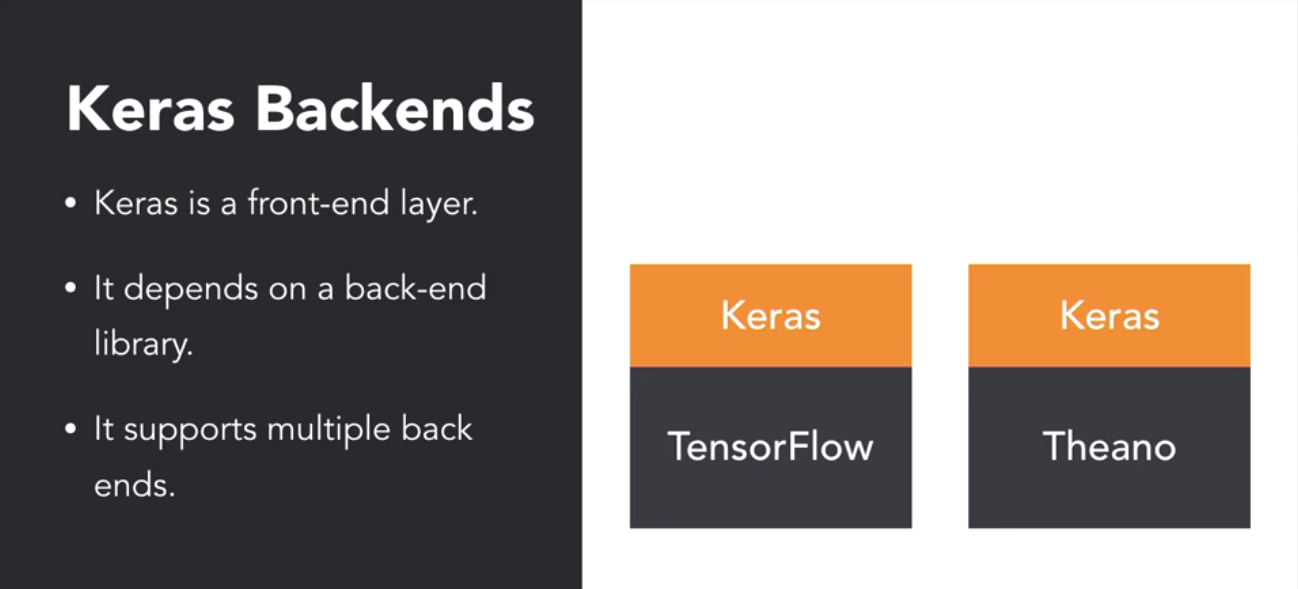 Keras Backends
• Keras is a front-end layer.
• It depends on a back-end
library.
• It supports multiple back
ends.
Keras
TensorFlow
Keras
Theano